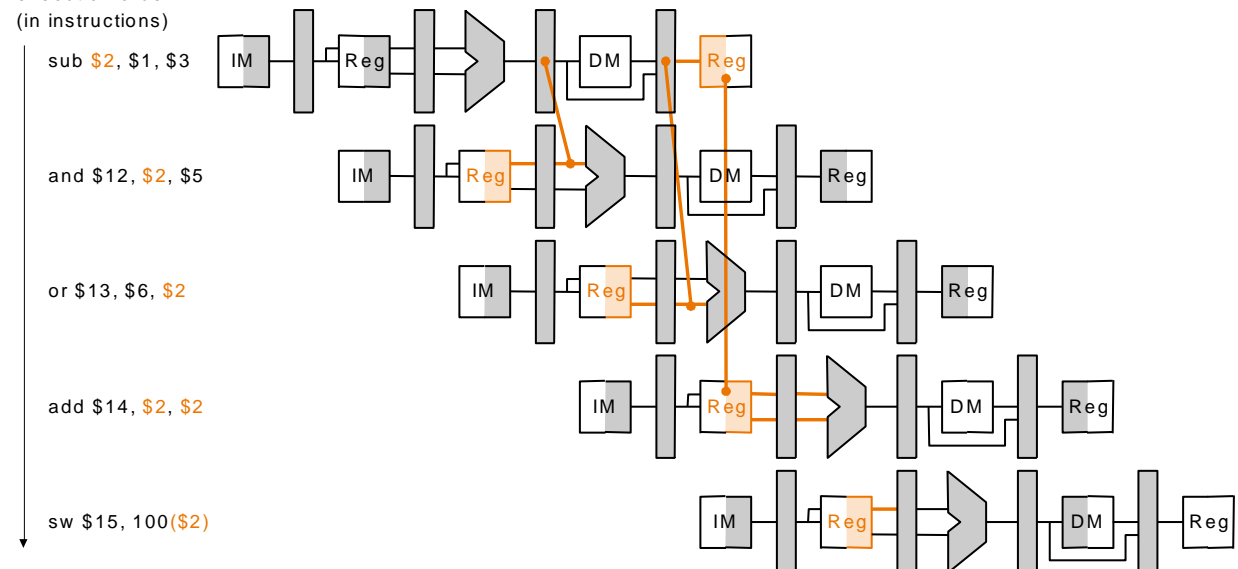 (in instructions)
sub $2, $1, $3 IM Reg DM Reg
and $12, $2, $5 IM Reg DM Reg
or $13, $6, $2 IM Reg DM Reg
add $14, $2, $2 IM Reg DM Reg
sw $15, 100($2) IM Reg DM Reg